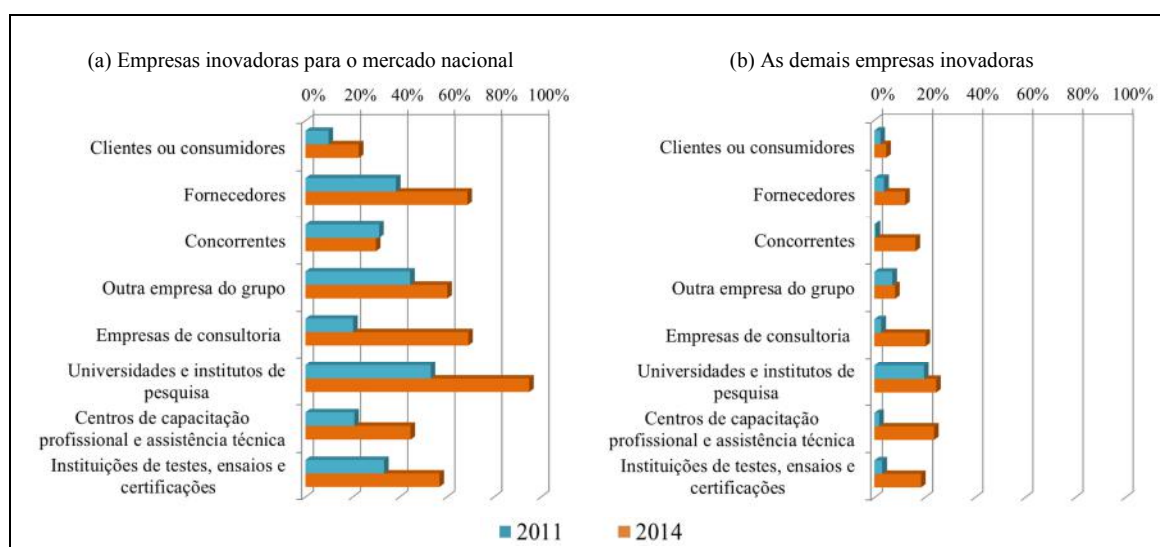 (a) Empresas inovadoras para o mercado nacional
0% 20% 40% 60% 80% 100%
Clientes ou consumidores
Fornecedores
Concorrentes
Outra empresa do grupo
Empresas de consultoria
Universidades e institutos de
pesquisa
Centros de capacitação
profissional e assistência técnica
Instituições de testes, ensaios e
certificações
(b) As demais empresas inovadoras
0% 20% 40% 60% 80% 100%
Clientes ou consumidores
Fornecedores
Concorrentes
Outra empresa do grupo
Empresas de consultoria
Universidades e institutos de
pesquisa
Centros de capacitação
profissional e assistência técnica
Instituições de testes, ensaios e
certificações
2011 2014